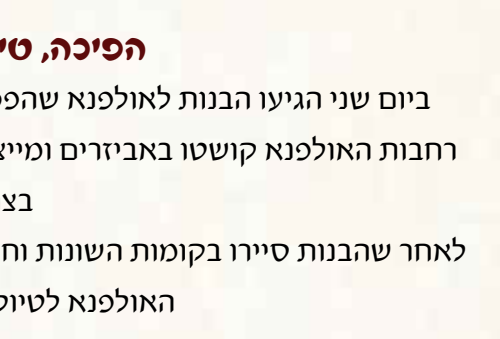 הפיכה,
ביום שני הגיעו הבנות לאולפנא
רחבות האולפנא קושטו באביזרים
לאחר שהבנות סיירו בקומות השונות
האולפנא